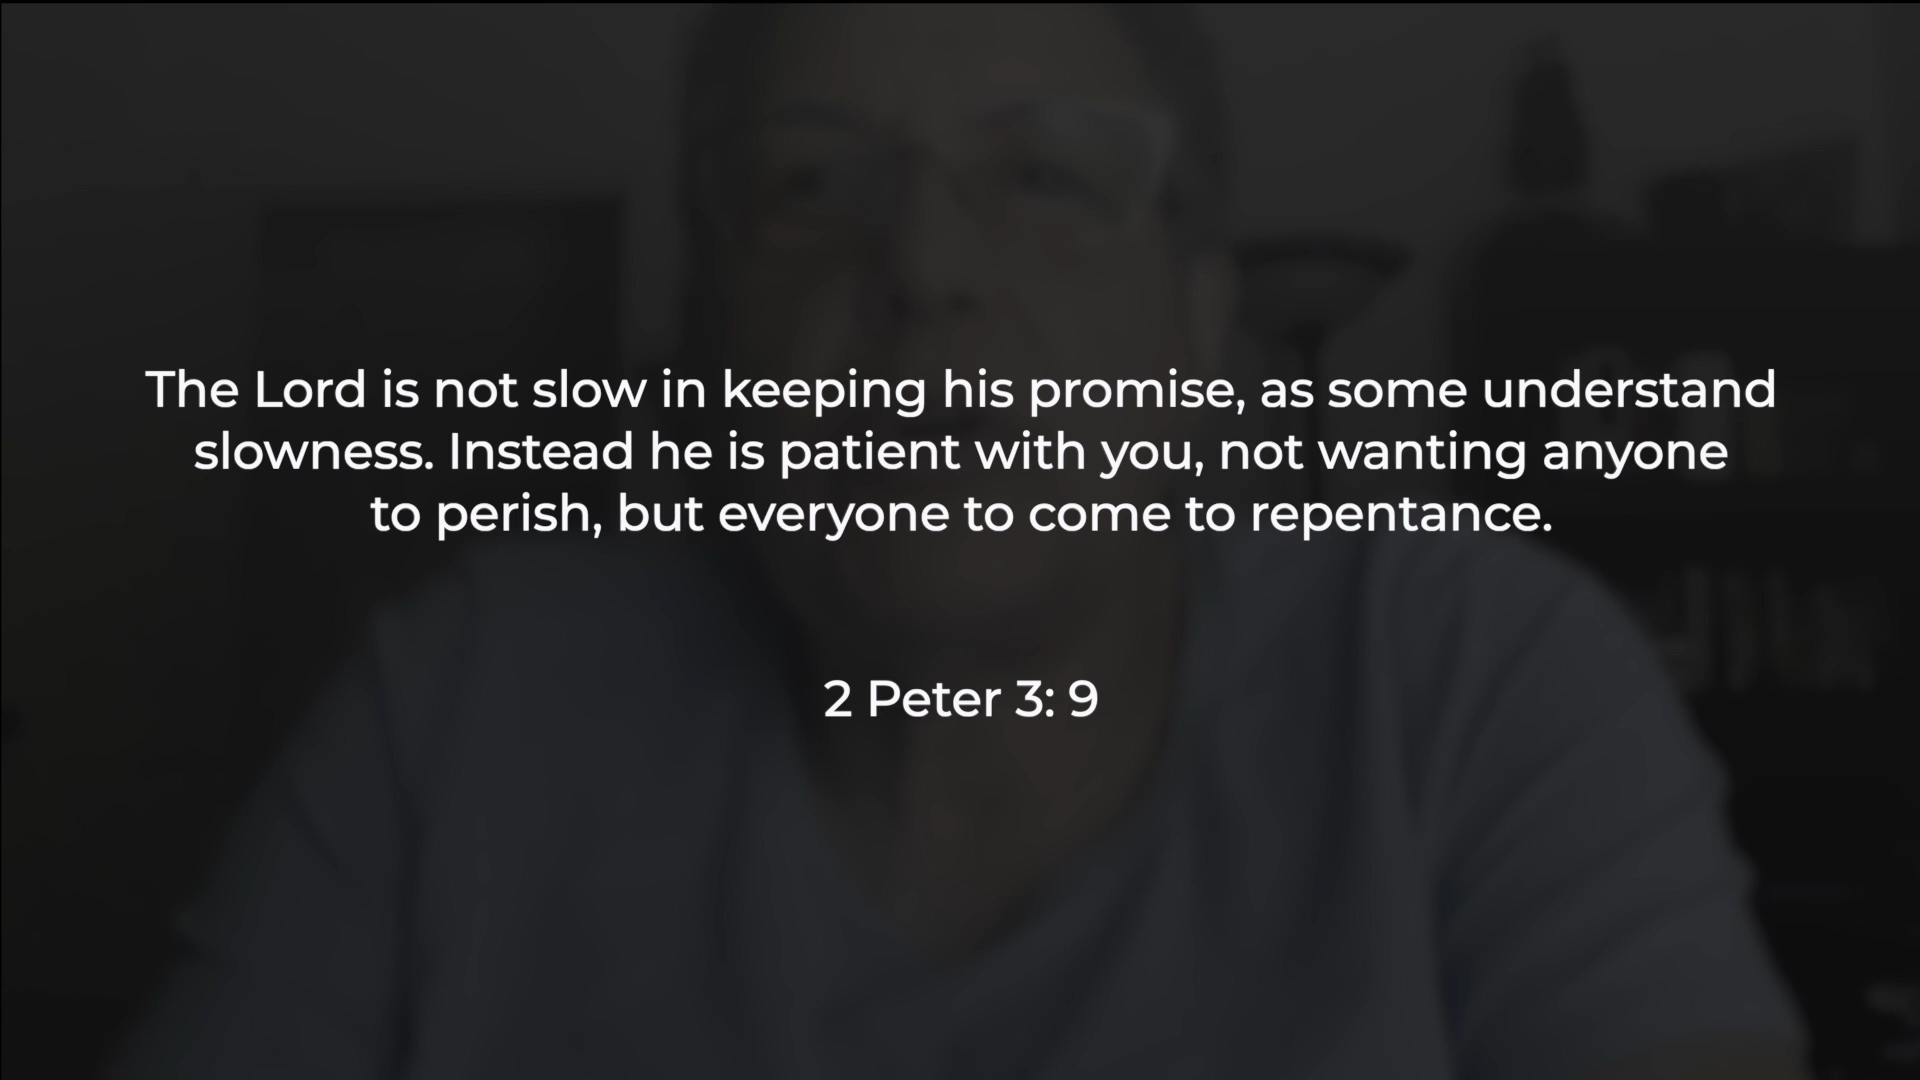 The Lord is not slow in keeping his promise, as some understand
slowness. Instead he is patient with you, not wanting anyone
to perish, but everyone to come to repentance.
2 Peter 3: 9